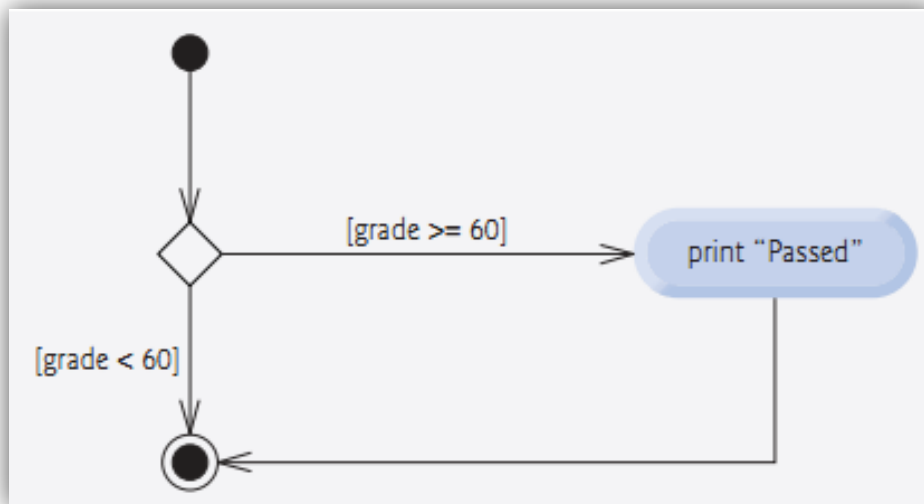 [grade >= 60]
print “Passed”
[grade < 60]